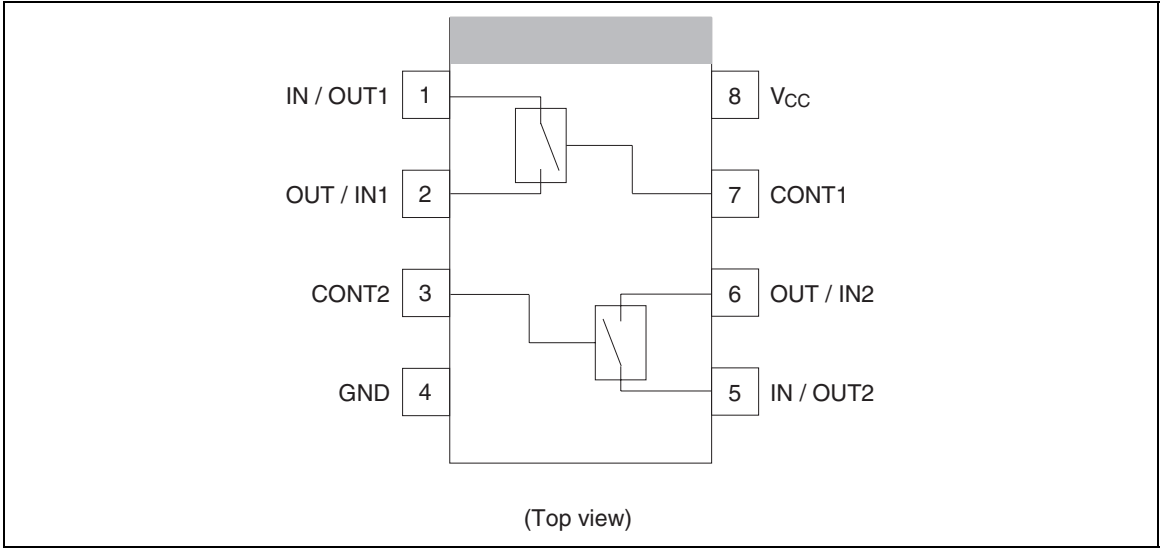 IN / OUT1 1 8 VCC
OUT / IN1 2 7 CONT1
CONT2 3 6 OUT / IN2
GND 4 5 IN / OUT2
(Top view)